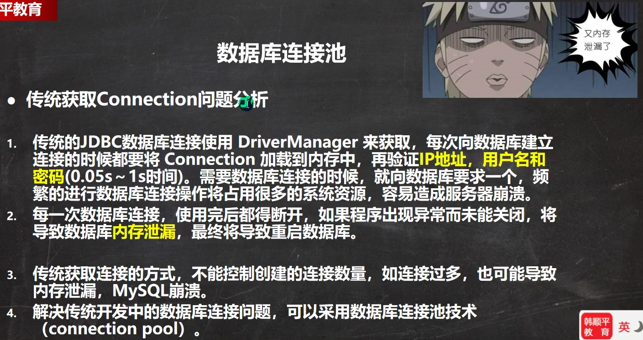 平教育
又内存
泄漏了
数据库连接池
● 传统获取Connection问题分析
1. 传统的JDBC数据库连接使用 DriverManager 来获取，每次向数据库建立
连接的时候都要将 Connection 加载到内存中，再验证IP地址，用户名和
密码(0.05s～1s时间)。需要数据库连接的时候，就向数据库要求一个，频
繁的进行数据库连接操作将占用很多的系统资源，容易造成服务器崩溃。
2. 每一次数据库连接，使用完后都得断开，如果程序出现异常而未能关闭，将
导致数据库内存泄漏，最终将导致重启数据库。
3. 传统获取连接的方式，不能控制创建的连接数量，如连接过多，也可能导致
内存泄漏，MySQL崩溃。
4. 解决传统开发中的数据库连接问题，可以采用数据库连接池技术
（connection pool）。
韩顺平
教育
英